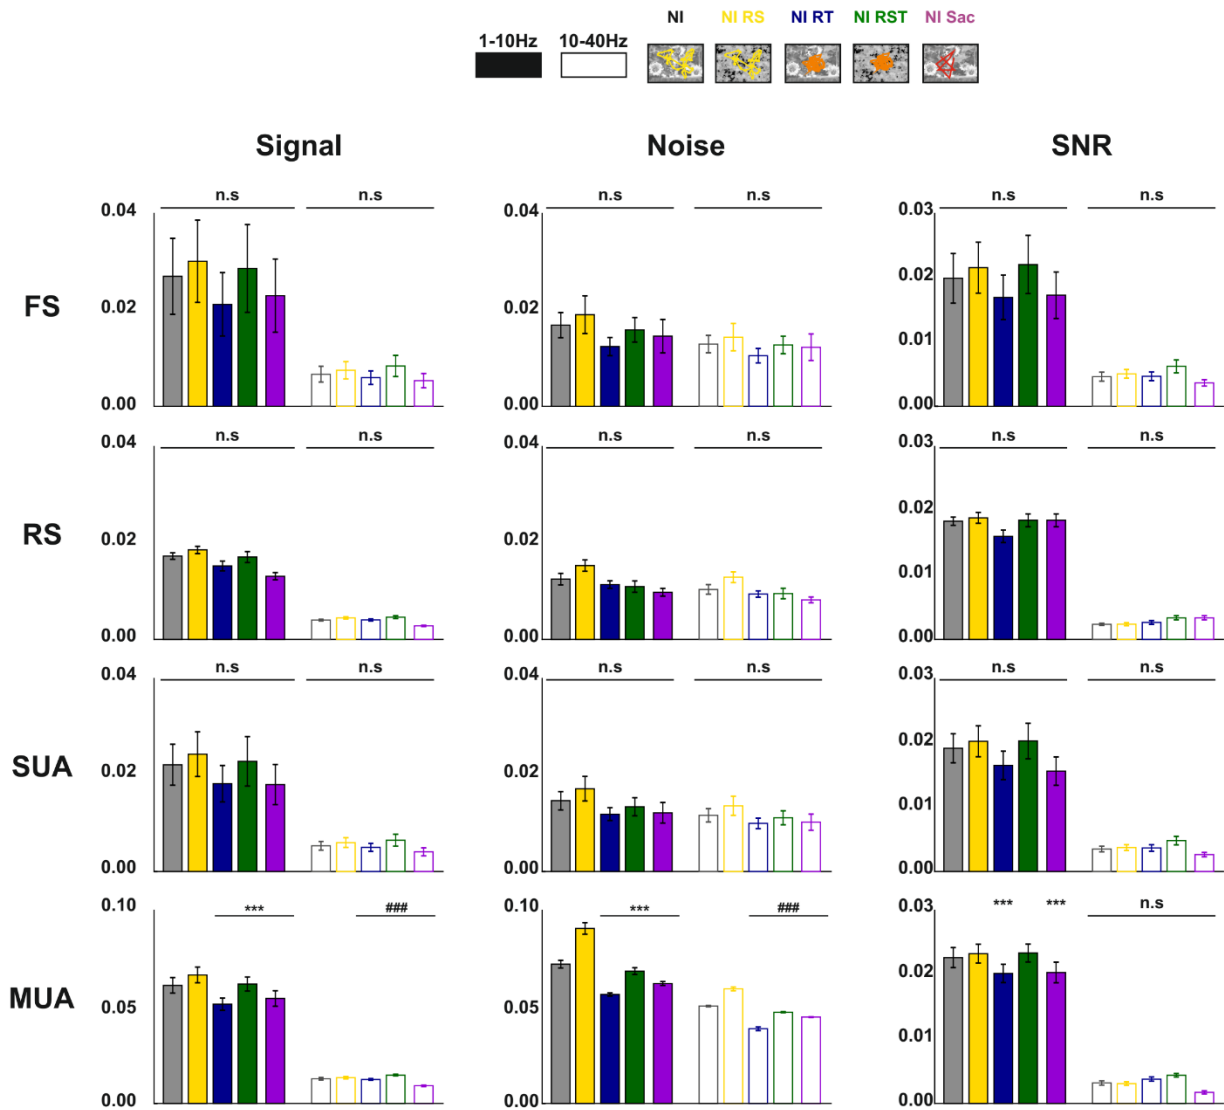 NI NI RS NI RT NI RST NI Sac
1-10Hz 10-40Hz
Signal Noise SNR
n.s n.s n.s n.s n.s n.s
0.04 0.04 0.03
0.02
0.02 0.02
FS
0.01
0.00 0.00 0.00
n.s n.s n.s n.s n.s n.s
0.04 0.04 0.03
0.02
RS
0.02 0.02
0.01
0.00 0.00 0.00
n.s n.s n.s n.s n.s n.s
0.04 0.04 0.03
0.02
SUA
0.02 0.02
0.01
0.00 0.00 0.00
0.10 *** ### 0.10 *** ### 0.03 *** *** n.s
0.02
MUA
0.05 0.05
0.01
0.00 0.00 0.00